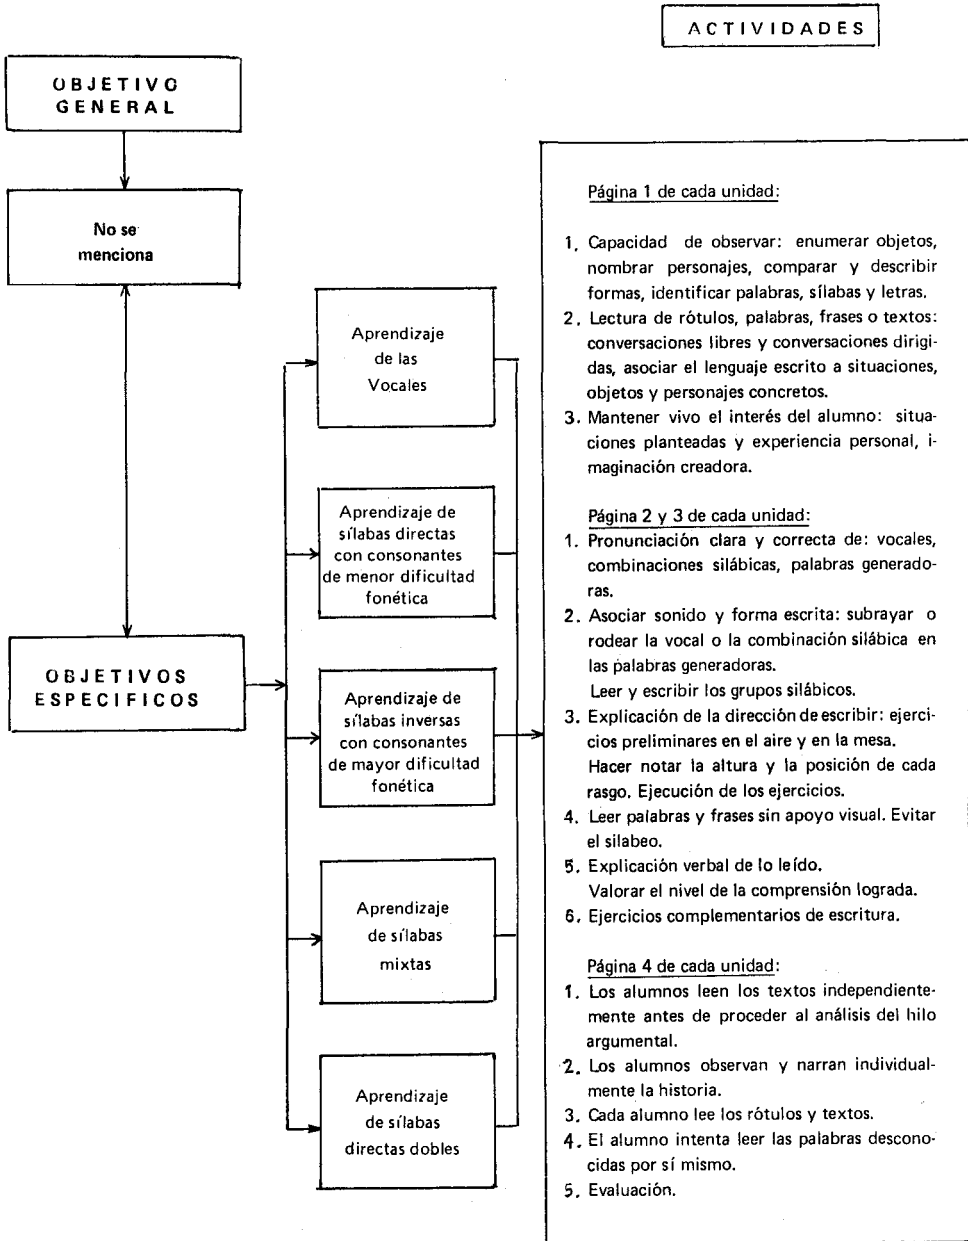 ACTIVIDADES
OBJETIVO
GENERAL
No se
menciona
OBJETIVOS
ESPECIFICOS
Aprendizaje
de las
Vocales
Aprendizaje de
sílabas directas
con consonantes
de menor dificultad
fonética
Aprendizaje de
sílabas inversas
con consonantes
de mayor dificultad
fonética
Aprendizaje
de sílabas
mixtas
Aprendizaje
de sílabas
directas dobles
Página 1 de cada unidad:
1. Capacidad de observar: enumerar objetos,
nombrar personajes, comparar y describir
formas, identificar palabras, sílabas y letras.
2. Lectura de rótulos, palabras, frases o textos:
conversaciones libres y conversaciones dirigi-
das, asociar el lenguaje escrito a situaciones,
objetos y personajes concretos.
3. Mantener vivo el interés del alumno: situa-
ciones planteadas y experiencia personal, i-
maginación creadora.
Página 2 y 3 de cada unidad:
1. Pronunciación clara y correcta de: vocales,
combinaciones silábicas, palabras generado-
ras.
2. Asociar sonido y forma escrita: subrayar o
rodear la vocal o la combinación silábica en
las palabras generadoras.
Leer y escribir los grupos silábicos.
3. Explicación de la dirección de escribir: ejerci-
cios preliminares en el aire y en la mesa.
Hacer notar la altura y la posición de cada
rasgo. Ejecución de los ejercicios.
4. Leer palabras y frases sin apoyo visual. Evitar
el silabeo.
5. Explicación verbal de lo leído.
Valorar el nivel de la comprensión lograda.
6. Ejercicios complementarios de escritura.
Página 4 de cada unidad:
1. Los alumnos leen los textos independiente-
mente antes de proceder al análisis del hilo
argumental.
2. Los alumnos observan y narran individual-
mente la historia.
3. Cada alumno lee los rótulos y textos.
4. El alumno intenta leer las palabras descono-
cidas por sí mismo.
5. Evaluación.